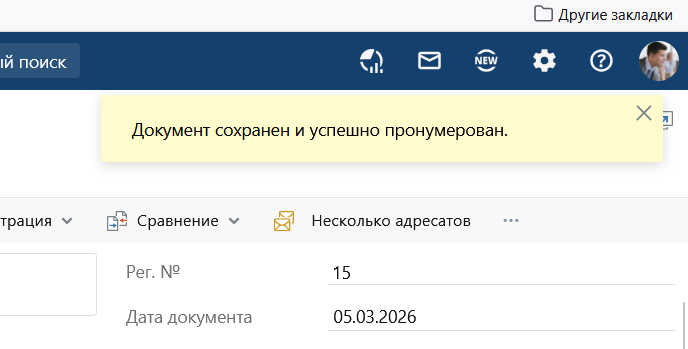 Другие закладки
ый поиск
NEW
Документ сохранен и успешно пронумерован.
трация
Сравнение
Несколько адресатов
Рег. №
15
Дата документа
05.03.2026